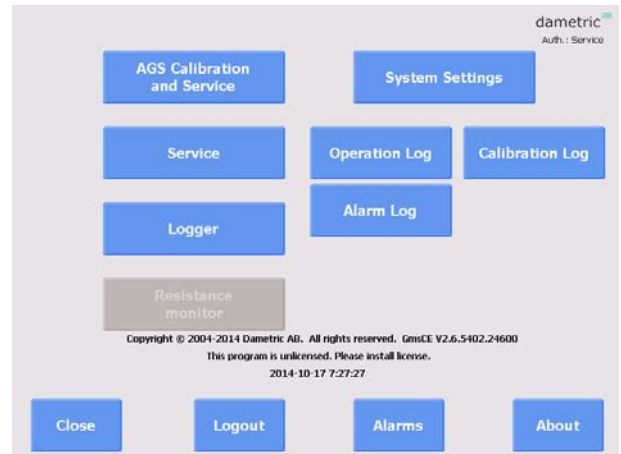 dametric AB
Auth.: Service
AGS Calibration
and Service
System Settings
Service
Operation Log
Calibration Log
Alarm Log
Logger
Resistance
monitor
Copyright © 2004-2014 Dametric AB. All rights reserved. GmsCE V2.6.5402.24600
This program is unlicensed. Please install license.
2014-10-17 7:27:27
Close
Logout
Alarms
About